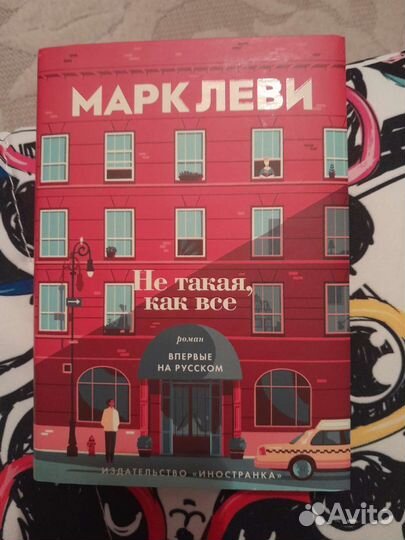 МАРК ЛЕВИ
Не такая,
как все
роман
ВПЕРВЫЕ
НА РУССКОМ
ИЗДАТЕЛЬСТВО «ИНОСТРАНКА»
Avito